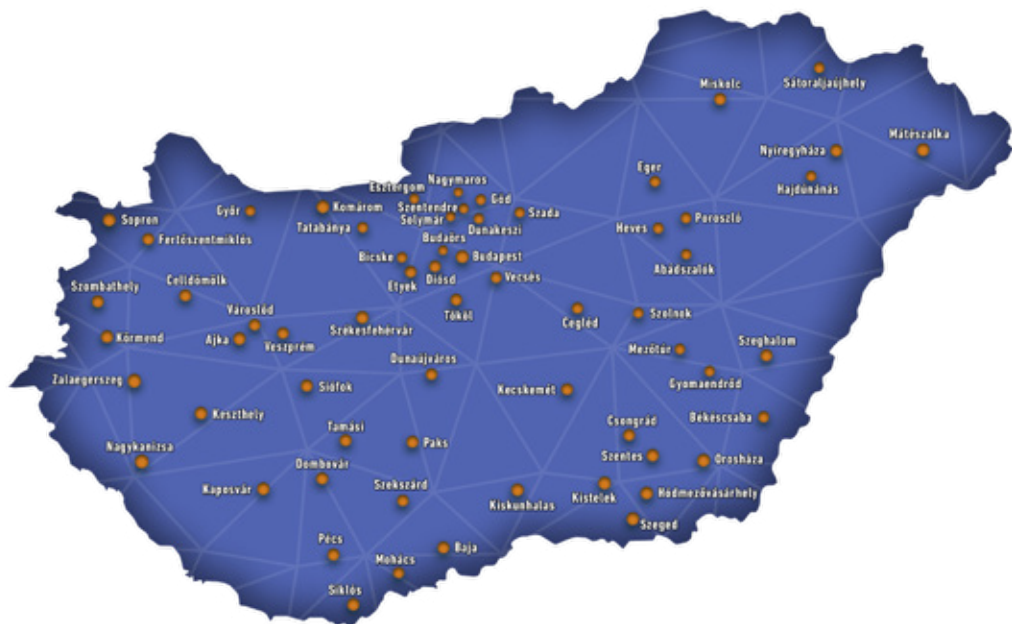 Miskolc
Sátoraljaújhely
Mátészalka
Nyíregyháza
Eger
Hajdúnánás
Nagymaros
Esztergom
Göd
Szentendre
Komárom
Győr
Sopron
Solymár
Szada
Poroszló
Tatabánya
Dunakeszi
Heves
Fertőszentmiklós
Budaörs
Bicske
Budapest
Abádszalók
Celldömölk
Etyek
Diósd
Vecsés
Szombathely
Városlőd
Tököl
Cegléd
Szolnok
Székesfehérvár
Körmend
Ajka
Veszprém
Szeghalom
Mezőtúr
Dunaújváros
Zalaegerszeg
Siófok
Kecskemét
Gyomaendrőd
Keszthely
Békéscsaba
Csongrád
Tamási
Paks
Nagykanizsa
Szentes
Orosháza
Dombóvár
Kaposvár
Szekszárd
Kistelek
Hódmezővásárhely
Kiskunhalas
Szeged
Pécs
Baja
Mohács
Siklós